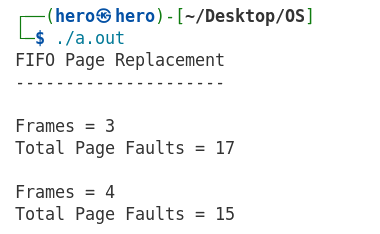 ┌──(hero㉿hero)-[~/Desktop/OS]
└─$ ./a.out
FIFO Page Replacement
---------------------
Frames = 3
Total Page Faults = 17
Frames = 4
Total Page Faults = 15